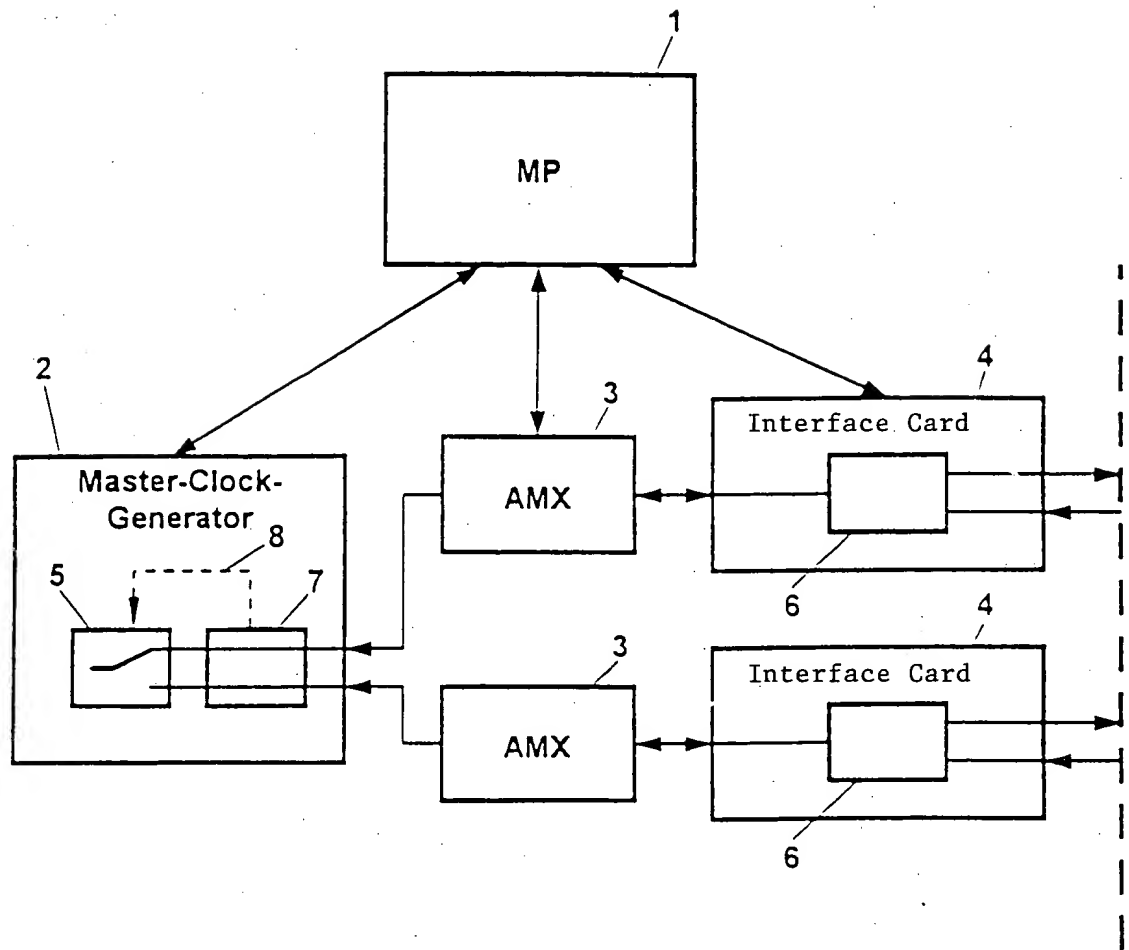 1
MP
2
3
4
Interface Card
AMX
6
Master-Clock-
Generator
8
5
7
3
4
Interface Card
AMX
6